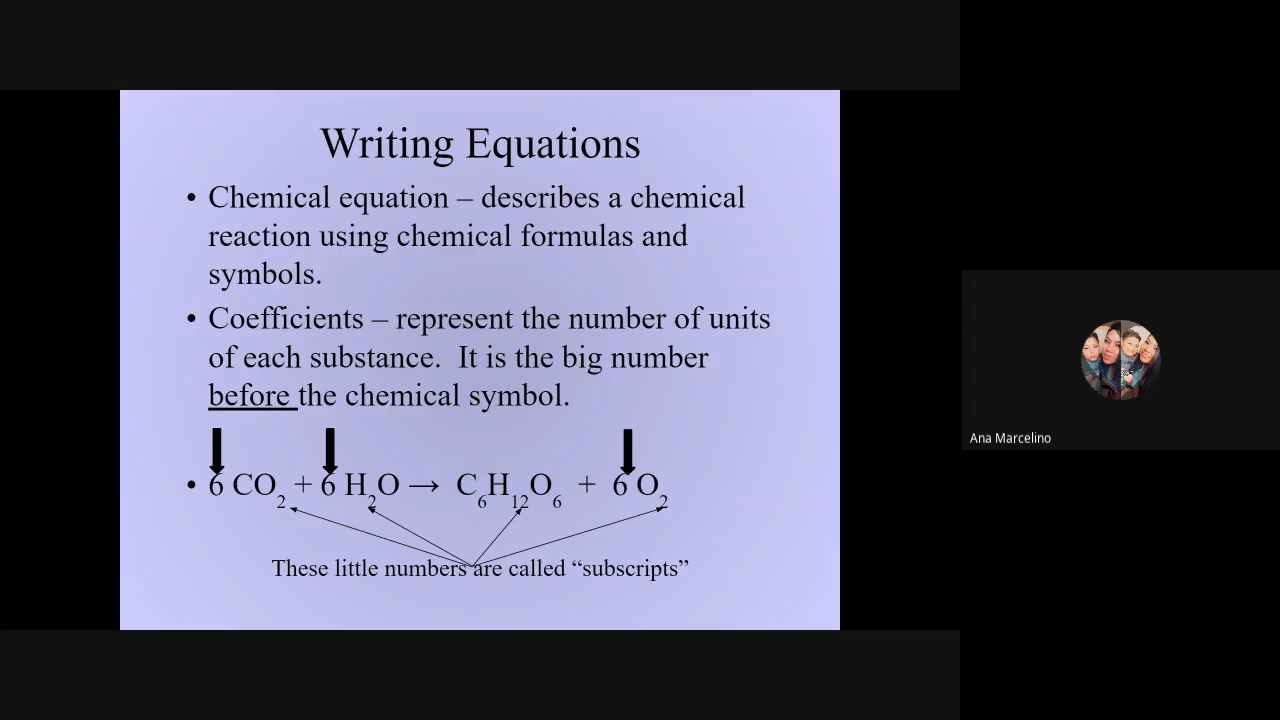 Writing Equations
• Chemical equation – describes a chemical
reaction using chemical formulas and
symbols.
• Coefficients – represent the number of units
of each substance.  It is the big number
before the chemical symbol.
• 6 CO₂ + 6 H₂O → C₆H₁₂O₆ + 6 O₂
These little numbers are called “subscripts”
Ana Marcelino